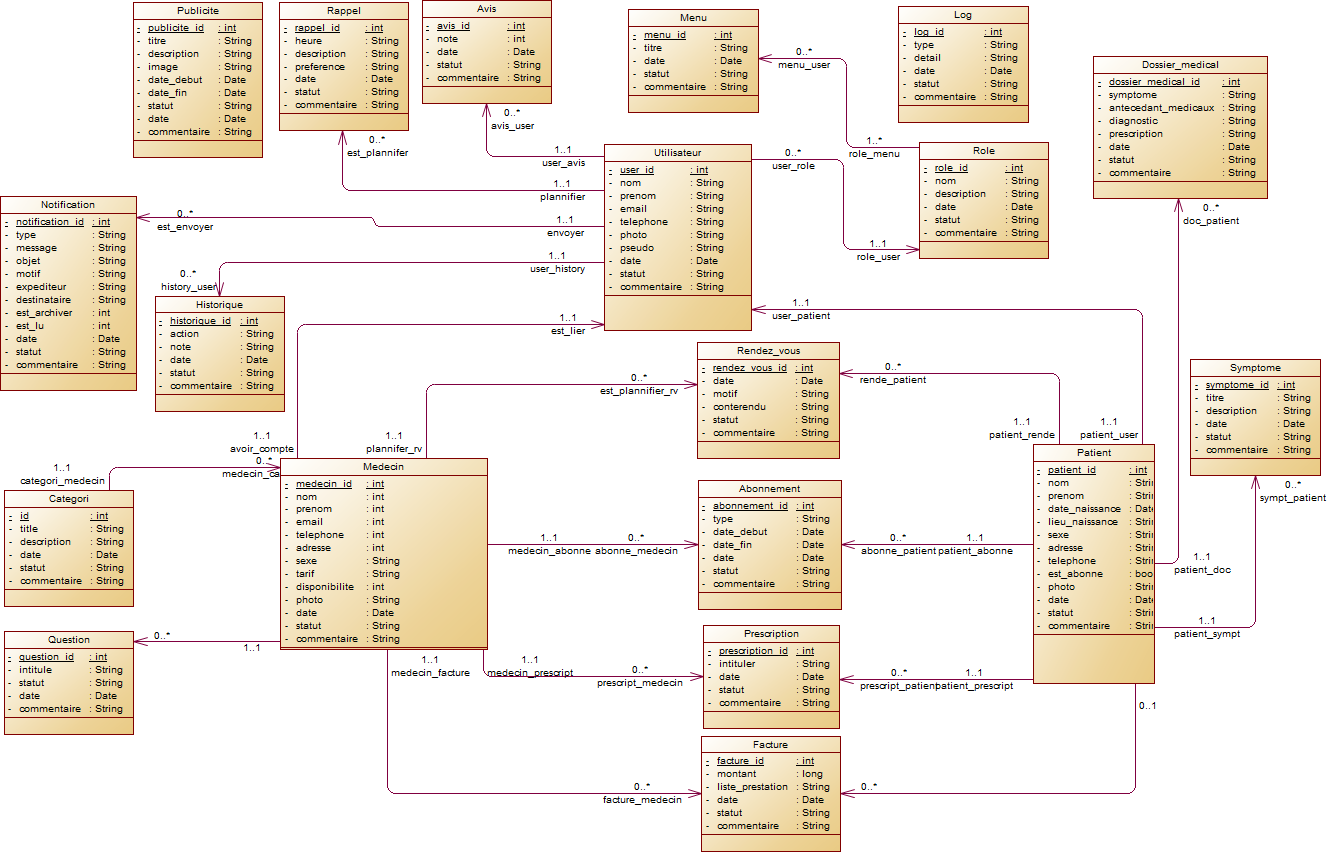 Publicite
- publicite_id : int
- titre : String
- description : String
- image : String
- date_debut : Date
- date_fin : Date
- statut : String
- date : Date
- commentaire : String
Rappel
- rappel_id : int
- heure : String
- description : String
- preference : String
- date : Date
- statut : String
- commentaire : String
Avis
- avis_id : int
- note : int
- date : Date
- statut : String
- commentaire : String
Menu
- menu_id : int
- titre : String
- date : Date
- statut : String
- commentaire : String
Log
- log_id : int
- type : String
- detail : String
- date : Date
- statut : String
- commentaire : String
Dossier_medical
- dossier_medical_id : int
- symptome : String
- antecedant_medicaux : String
- diagnostic : String
- prescription : String
- date : Date
- statut : String
- commentaire : String
0..*
menu_user
0..*
avis_user
0..*
est_plannifer
1..1
user_avis
1..1
plannifier
0..*
user_role
1..*
role_menu
Utilisateur
- user_id : int
- nom : String
- prenom : String
- email : String
- telephone : String
- photo : String
- pseudo : String
- date : Date
- statut : String
- commentaire : String
Role
- role_id : int
- nom : String
- description : String
- date : Date
- statut : String
- commentaire : String
1..1
role_user
0..*
doc_patient
Notification
- notification_id : int
- type : String
- message : String
- objet : String
- motif : String
- expediteur : String
- destinataire : String
- est_archiver : int
- est_lu : int
- date : Date
- statut : String
- commentaire : String
0..*
est_envoyer
1..1
envoyer
1..1
user_history
0..*
history_user
Historique
- historique_id : int
- action : String
- note : String
- date : Date
- statut : String
- commentaire : String
1..1
est_lier
1..1
user_patient
Rendez_vous
- rendez_vous_id : int
- date : Date
- motif : String
- conterendu : String
- statut : String
- commentaire : String
0..*
est_plannifier_rv
0..*
rende_patient
Symptome
- symptome_id : int
- titre : String
- description : String
- date : Date
- statut : String
- commentaire : String
1..1
avoir_compte
1..1
plannifer_rv
1..1
patient_rende
1..1
patient_user
1..1
categori_medecin
0..*
medecin_ca
Categori
- id : int
- title : String
- description : String
- date : Date
- statut : String
- commentaire : String
Medecin
- medecin_id : int
- nom : int
- prenom : int
- email : int
- telephone : int
- adresse : int
- sexe : String
- tarif : String
- disponibilite : int
- photo : String
- date : Date
- statut : String
- commentaire : String
Abonnement
- abonnement_id : int
- type : String
- date_debut : Date
- date_fin : Date
- date : Date
- statut : String
- commentaire : String
Patient
- patient_id : int
- nom : Strin
- prenom : Strin
- date_naissance : Date
- lieu_naissance : Strin
- sexe : Strin
- adresse : Strin
- telephone : Strin
- est_abonne : boo
- photo : Strin
- date : Date
- statut : Strin
- commentaire : Strin
0..*
sympt_patient
1..1
medecin_abonne
0..*
abonne_medecin
0..*
abonne_patient
1..1
patient_abonne
1..1
patient_doc
1..1
patient_sympt
Question
- question_id : int
- intitule : String
- statut : String
- date : Date
- commentaire : String
0..*
1..1
1..1
medecin_facture
1..1
medecin_prescript
0..*
prescript_medecin
Prescription
- prescription_id : int
- intituler : String
- date : Date
- statut : String
- commentaire : String
0..*
prescript_patient
1..1
patient_prescript
0..1
Facture
- facture_id : int
- montant : long
- liste_prestation : String
- date : Date
- statut : String
- commentaire : String
0..*
facture_medecin
0..*